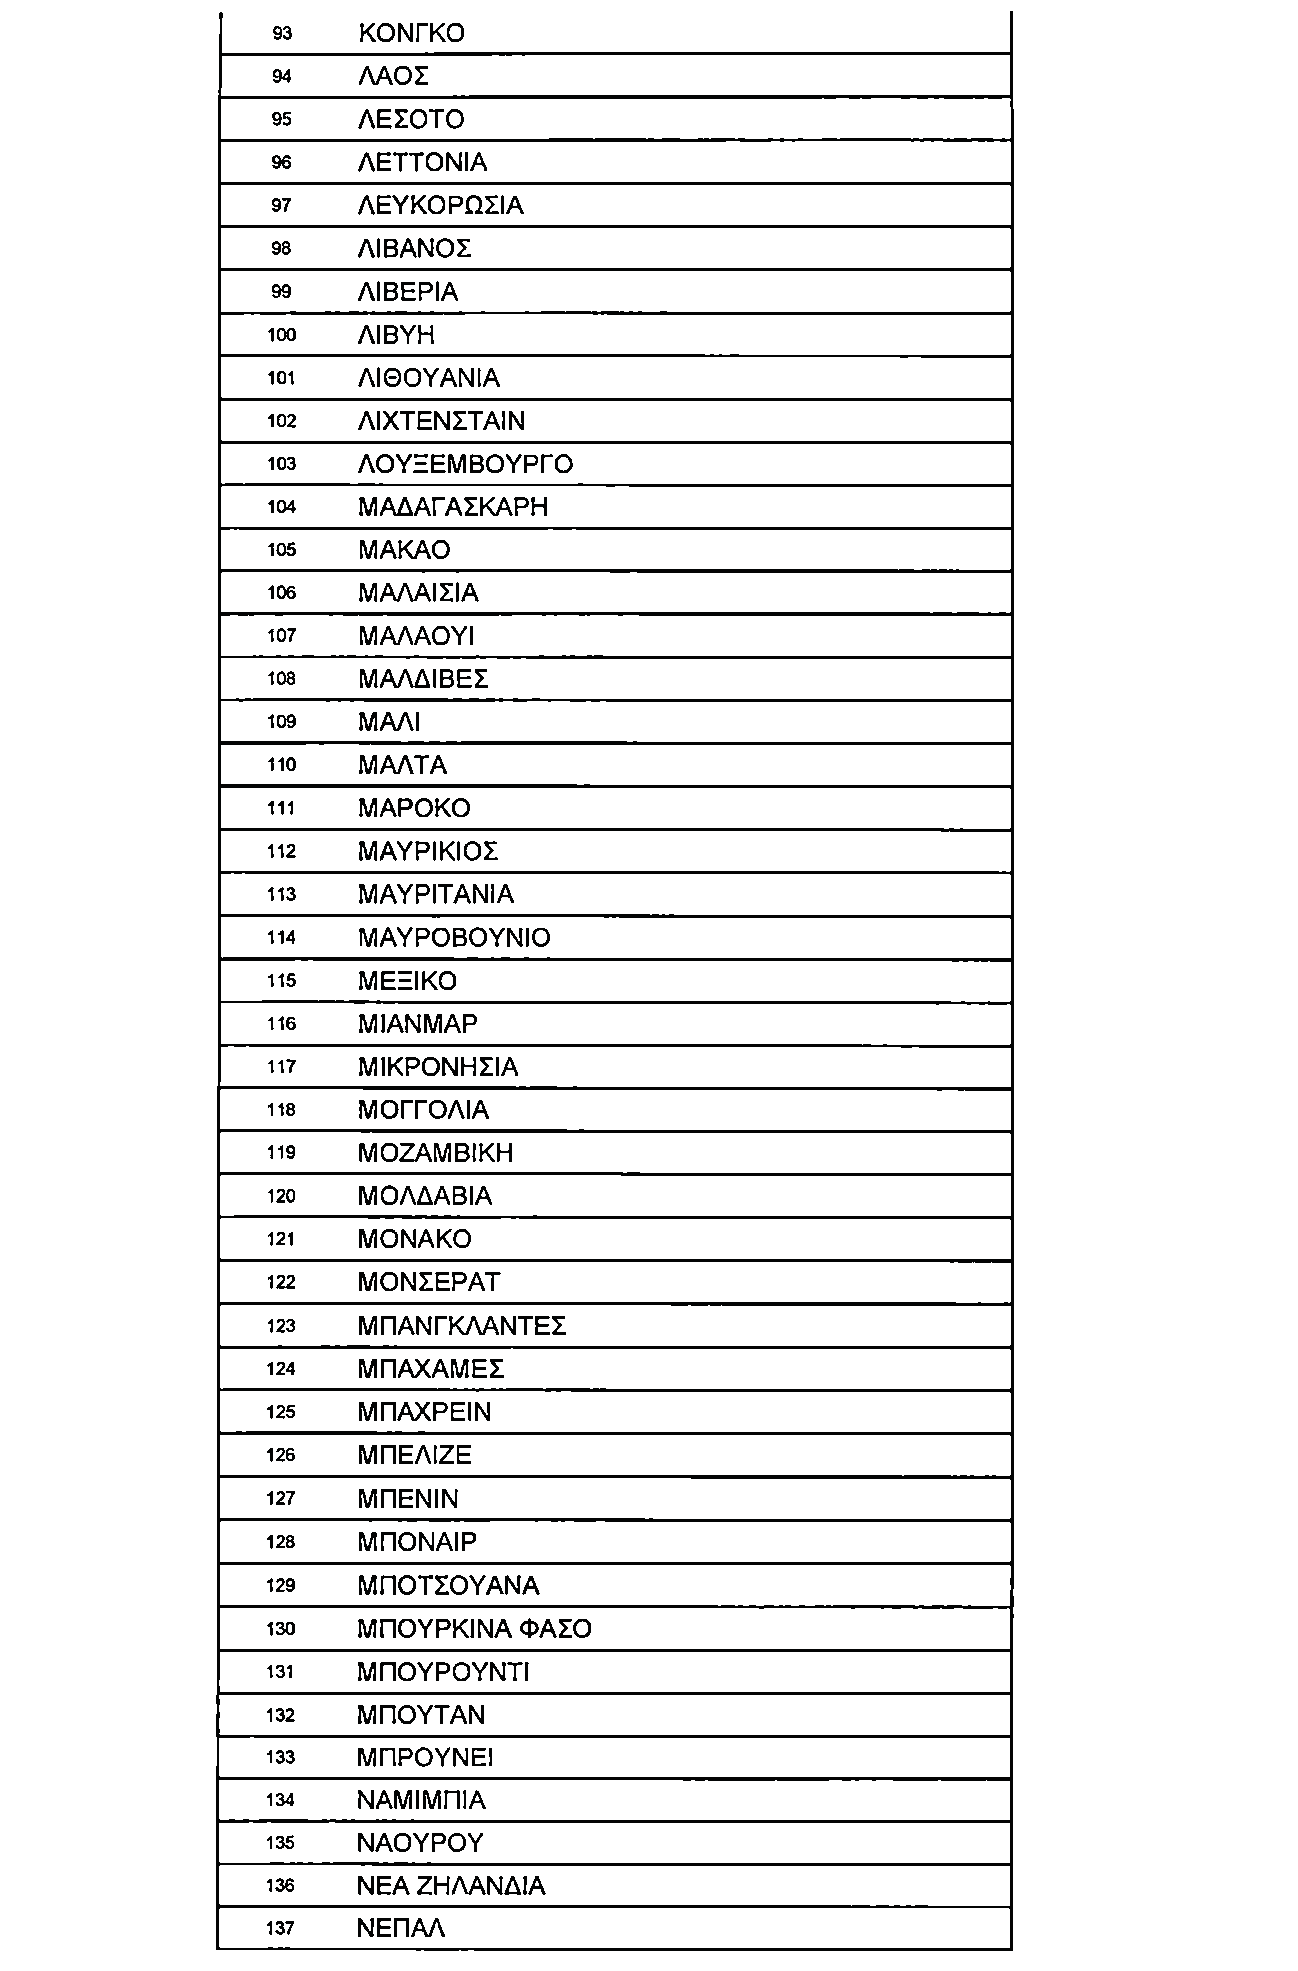 93 ΚΟΝΓΚΟ
94 ΛΑΟΣ
95 ΛΕΣΟΤΟ
96 ΛΕΤΤΟΝΙΑ
97 ΛΕΥΚΟΡΩΣΙΑ
98 ΛΙΒΑΝΟΣ
99 ΛΙΒΕΡΙΑ
100 ΛΙΒΥΗ
101 ΛΙΘΟΥΑΝΙΑ
102 ΛΙΧΤΕΝΣΤΑΙΝ
103 ΛΟΥΞΕΜΒΟΥΡΓΟ
104 ΜΑΔΑΓΑΣΚΑΡΗ
105 ΜΑΚΑΟ
106 ΜΑΛΑΙΣΙΑ
107 ΜΑΛΑΟΥΙ
108 ΜΑΛΔΙΒΕΣ
109 ΜΑΛΙ
110 ΜΑΛΤΑ
111 ΜΑΡΟΚΟ
112 ΜΑΥΡΙΚΙΟΣ
113 ΜΑΥΡΙΤΑΝΙΑ
114 ΜΑΥΡΟΒΟΥΝΙΟ
115 ΜΕΞΙΚΟ
116 ΜΙΑΝΜΑΡ
117 ΜΙΚΡΟΝΗΣΙΑ
118 ΜΟΓΓΟΛΙΑ
119 ΜΟΖΑΜΒΙΚΗ
120 ΜΟΛΔΑΒΙΑ
121 ΜΟΝΑΚΟ
122 ΜΟΝΣΕΡΑΤ
123 ΜΠΑΝΓΚΛΑΝΤΕΣ
124 ΜΠΑΧΑΜΕΣ
125 ΜΠΑΧΡΕΙΝ
126 ΜΠΕΛΙΖΕ
127 ΜΠΕΝΙΝ
128 ΜΠΟΝΑΙΡ
129 ΜΠΟΤΣΟΥΑΝΑ
130 ΜΠΟΥΡΚΙΝΑ ΦΑΣΟ
131 ΜΠΟΥΡΟΥΝΤΙ
132 ΜΠΟΥΤΑΝ
133 ΜΠΡΟΥΝΕΙ
134 ΝΑΜΙΜΠΙΑ
135 ΝΑΟΥΡΟΥ
136 ΝΕΑ ΖΗΛΑΝΔΙΑ
137 ΝΕΠΑΛ